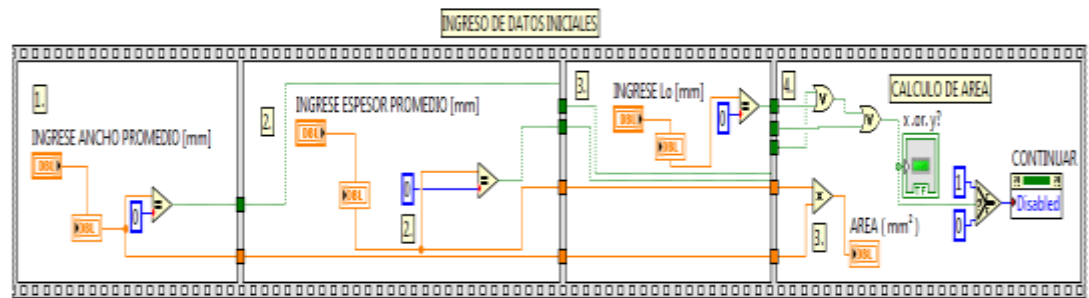 INGRESO DE DATOS INICIALES
1.
INGRESE ANCHO PROMEDIO [mm]
DBL
DBL
0
=
2.
INGRESE ESPESOR PROMEDIO [mm]
DBL
DBL
0
=
2.
3.
INGRESE Lo [mm]
DBL
DBL
0
=
4.
V
V
CALCULO DE AREA
x .or. y?
TF
x
3.
AREA ( mm²)
DBL
1
0
?
CONTINUAR
Disabled